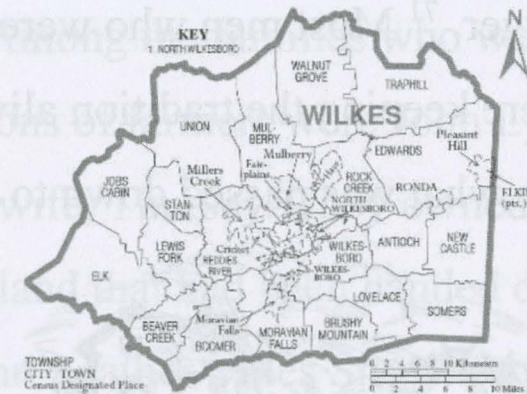 KEY
1. NORTH WILKESBORO
N
WALNUT
GROVE
TRAPHILL
WILKES
UNION
MUL-
BERRY
Mulberry
Pleasant
Hill
EDWARDS
Fair-
plains
Millers
Creek
ROCK
CREEK
RONDA
(pts.)
JOBS
CABIN
STAN-
TON
NORTH
WILKESBORO
LEWIS
FORK
Cricket
REDDIES
RIVER
WILKES-
BORO
ANTIOCH
NEW
CASTLE
ELK
WILKES-
BORO
LOVELACE
SOMERS
BEAVER
CREEK
Moravian
Falls
BOOMER
MORAVIAN
FALLS
BRUSHY
MOUNTAIN
TOWNSHIP
CITY TOWN
Census Designated Place
0 2 4 6 8 10 Kilometers
0 2 4 6 8 10 Miles